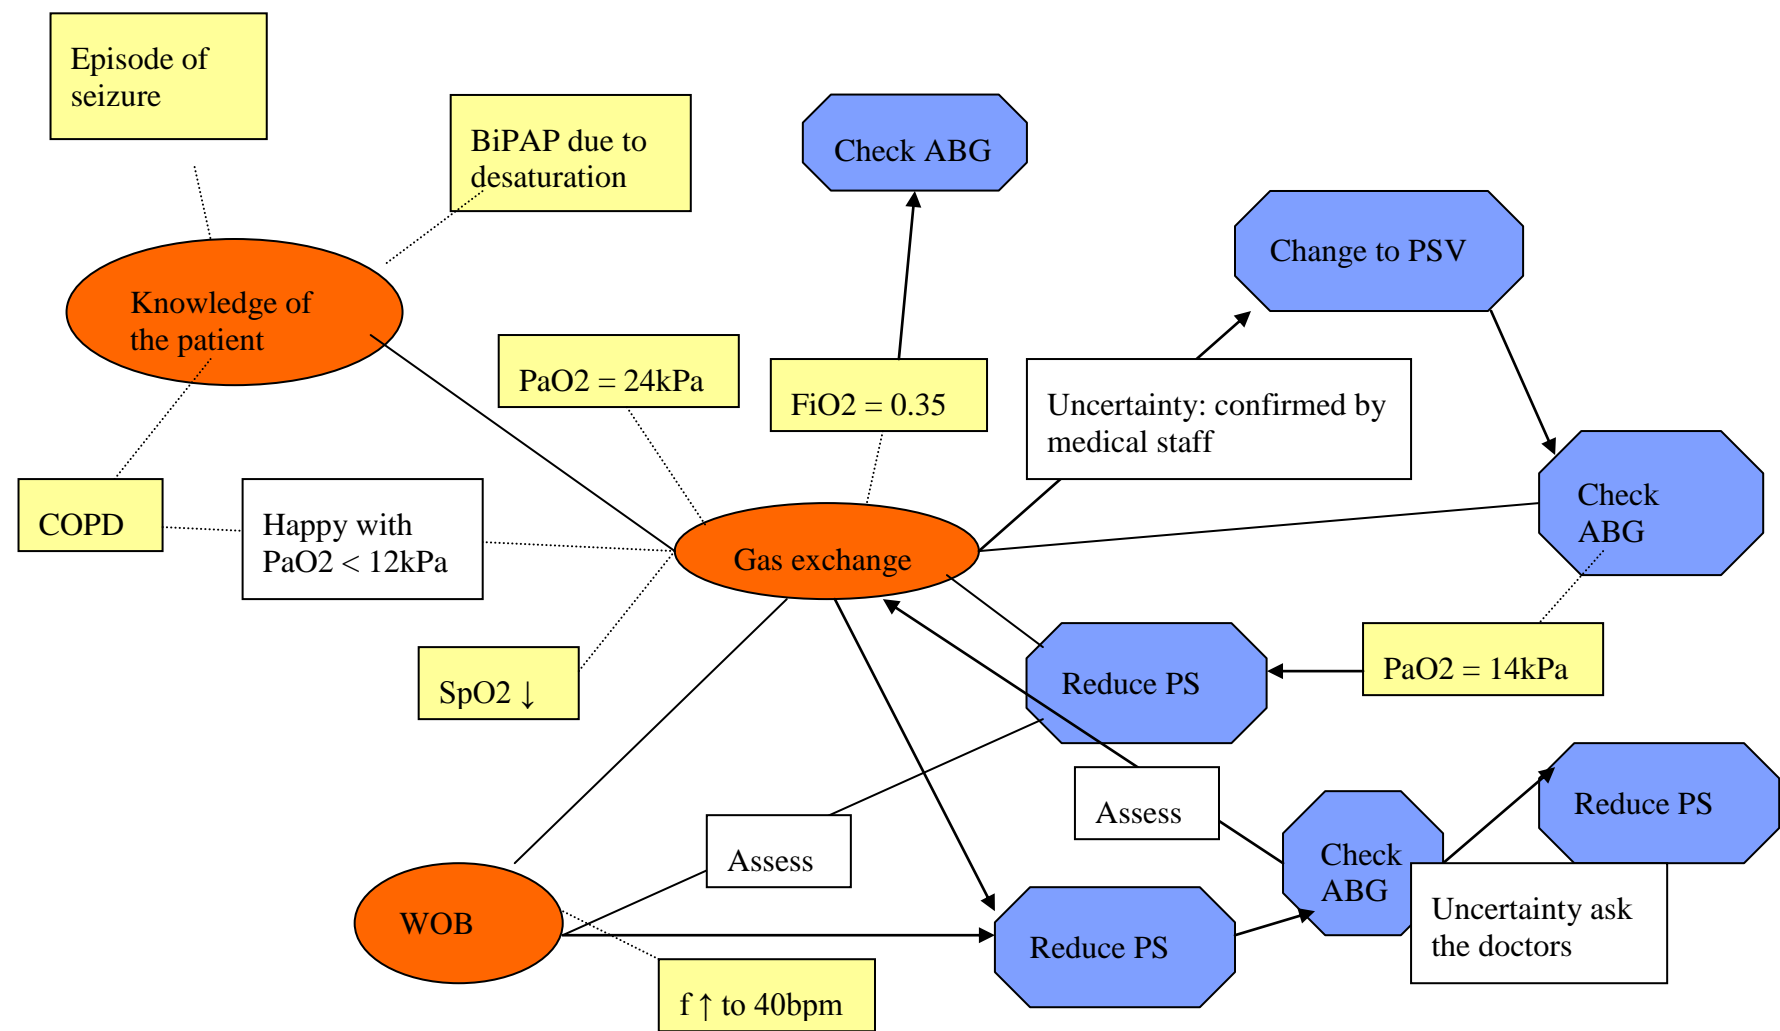 Episode of
seizure
BiPAP due to
desaturation
Check ABG
Change to PSV
Knowledge of
the patient
PaO2 = 24kPa
FiO2 = 0.35
Uncertainty: confirmed by
medical staff
COPD
Happy with
PaO2 < 12kPa
Gas exchange
Check
ABG
SpO2 ↓
Reduce PS
PaO2 = 14kPa
Assess
Reduce PS
Assess
Check
ABG
WOB
Reduce PS
Uncertainty ask
the doctors
f ↑ to 40bpm